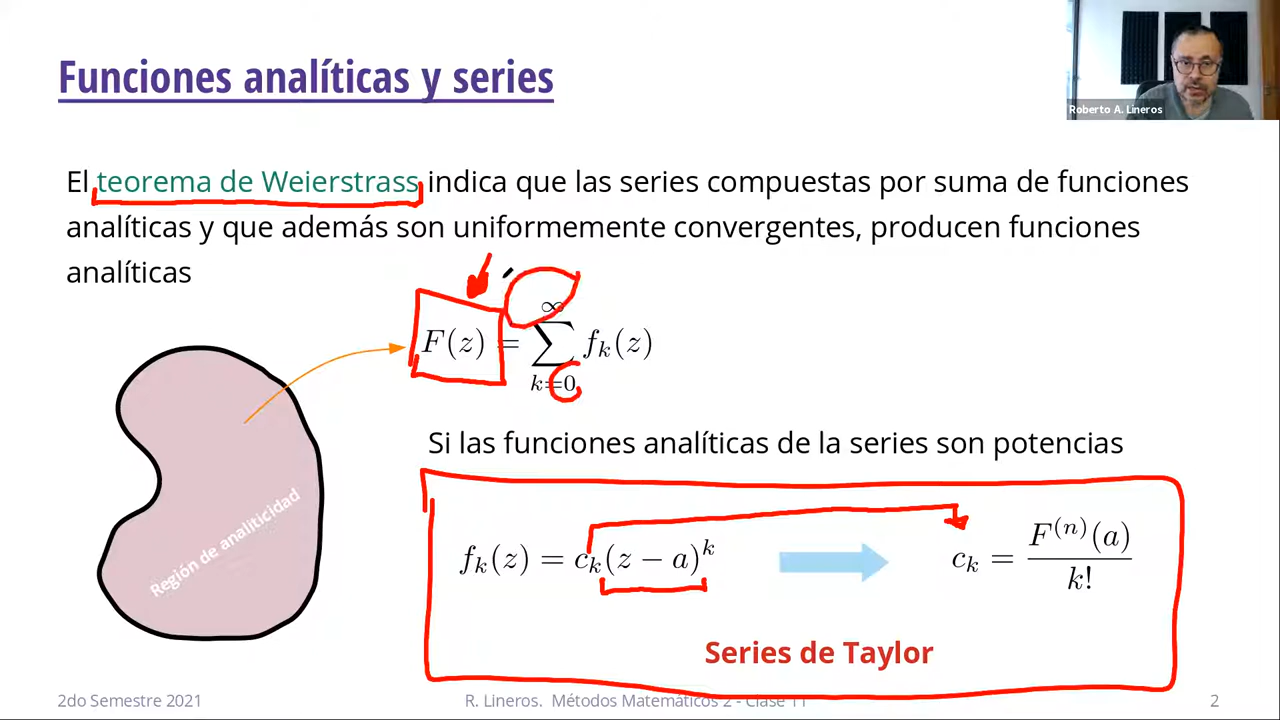 Funciones analíticas y series
Roberto A. Lineros
El teorema de Weierstrass indica que las series compuestas por suma de funciones
analíticas y que además son uniformemente convergentes, producen funciones
analíticas
F(z) = ∑_{k=0}^{∞} f_k(z)
Región de analiticidad
Si las funciones analíticas de la series son potencias
f_k(z) = c_k(z − a)^k
c_k = F^{(n)}(a) / k!
Series de Taylor
2do Semestre 2021
R. Lineros. Métodos Matemáticos 2 - Clase 11
2